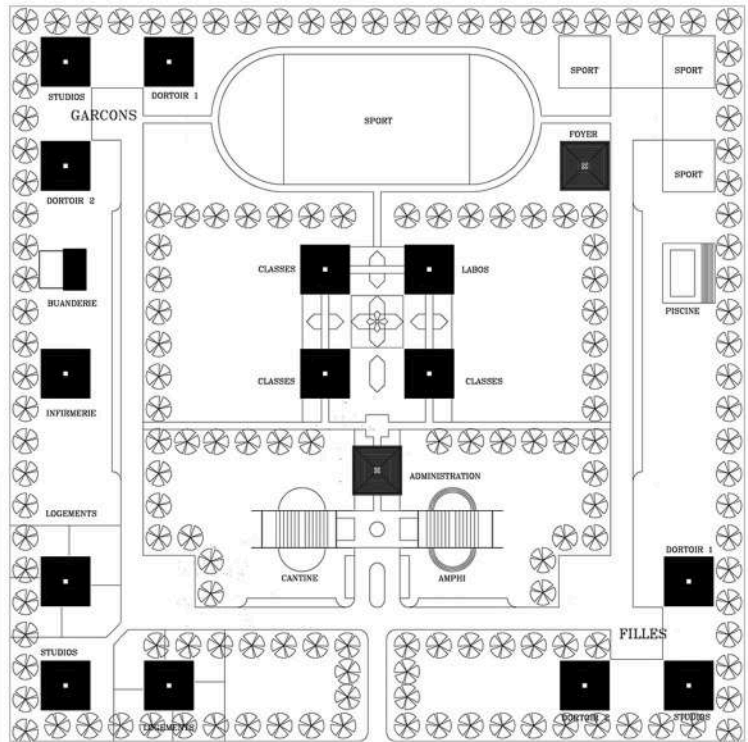 SPORT
SPORT
STUDIOS
DORTOIR 1
GARCONS
SPORT
FOYER
SPORT
DORTOIR 2
CLASSES
LABOS
BUANDERIE
PISCINE
CLASSES
CLASSES
INFIRMERIE
ADMINISTRATION
LOGEMENTS
CANTINE
AMPHI
DORTOIR 1
FILLES
STUDIOS
LOGEMENTS
DORTOIR 2
STUDIOS